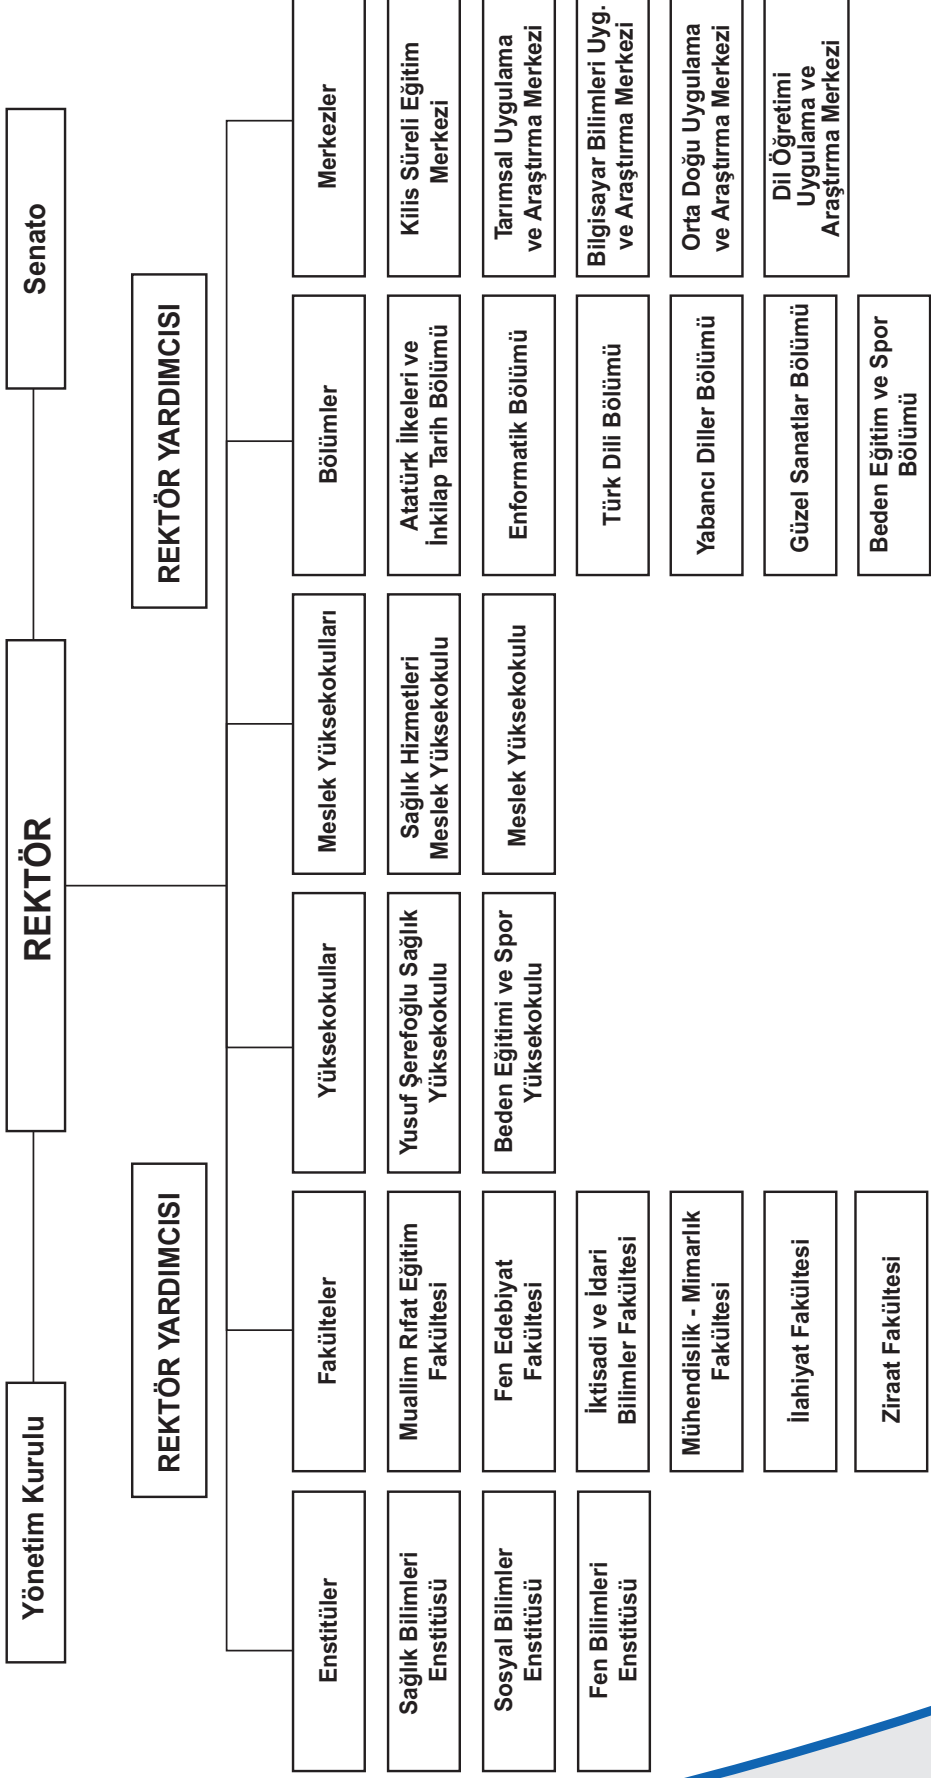 Yönetim Kurulu
REKTÖR
Senato
REKTÖR YARDIMCISI
REKTÖR YARDIMCISI
Enstitüler
Sağlık Bilimleri
Enstitüsü
Sosyal Bilimler
Enstitüsü
Fen Bilimleri
Enstitüsü
Fakülteler
Muallim Rıfat Eğitim
Fakültesi
Fen Edebiyat
Fakültesi
İktisadi ve İdari
Bilimler Fakültesi
Mühendislik - Mimarlık
Fakültesi
İlahiyat Fakültesi
Ziraat Fakültesi
Yüksekokullar
Yusuf Şerefoğlu Sağlık
Yüksekokulu
Beden Eğitimi ve Spor
Yüksekokulu
Meslek Yüksekokulları
Sağlık Hizmetleri
Meslek Yüksekokulu
Meslek Yüksekokulu
Bölümler
Atatürk İlkeleri ve
İnkilap Tarih Bölümü
Enformatik Bölümü
Türk Dili Bölümü
Yabancı Diller Bölümü
Güzel Sanatlar Bölümü
Beden Eğitim ve Spor
Bölümü
Merkezler
Kilis Süreli Eğitim
Merkezi
Tarımsal Uygulama
ve Araştırma Merkezi
Bilgisayar Bilimleri Uyg.
ve Araştırma Merkezi
Orta Doğu Uygulama
ve Araştırma Merkezi
Dil Öğretimi
Uygulama ve
Araştırma Merkezi